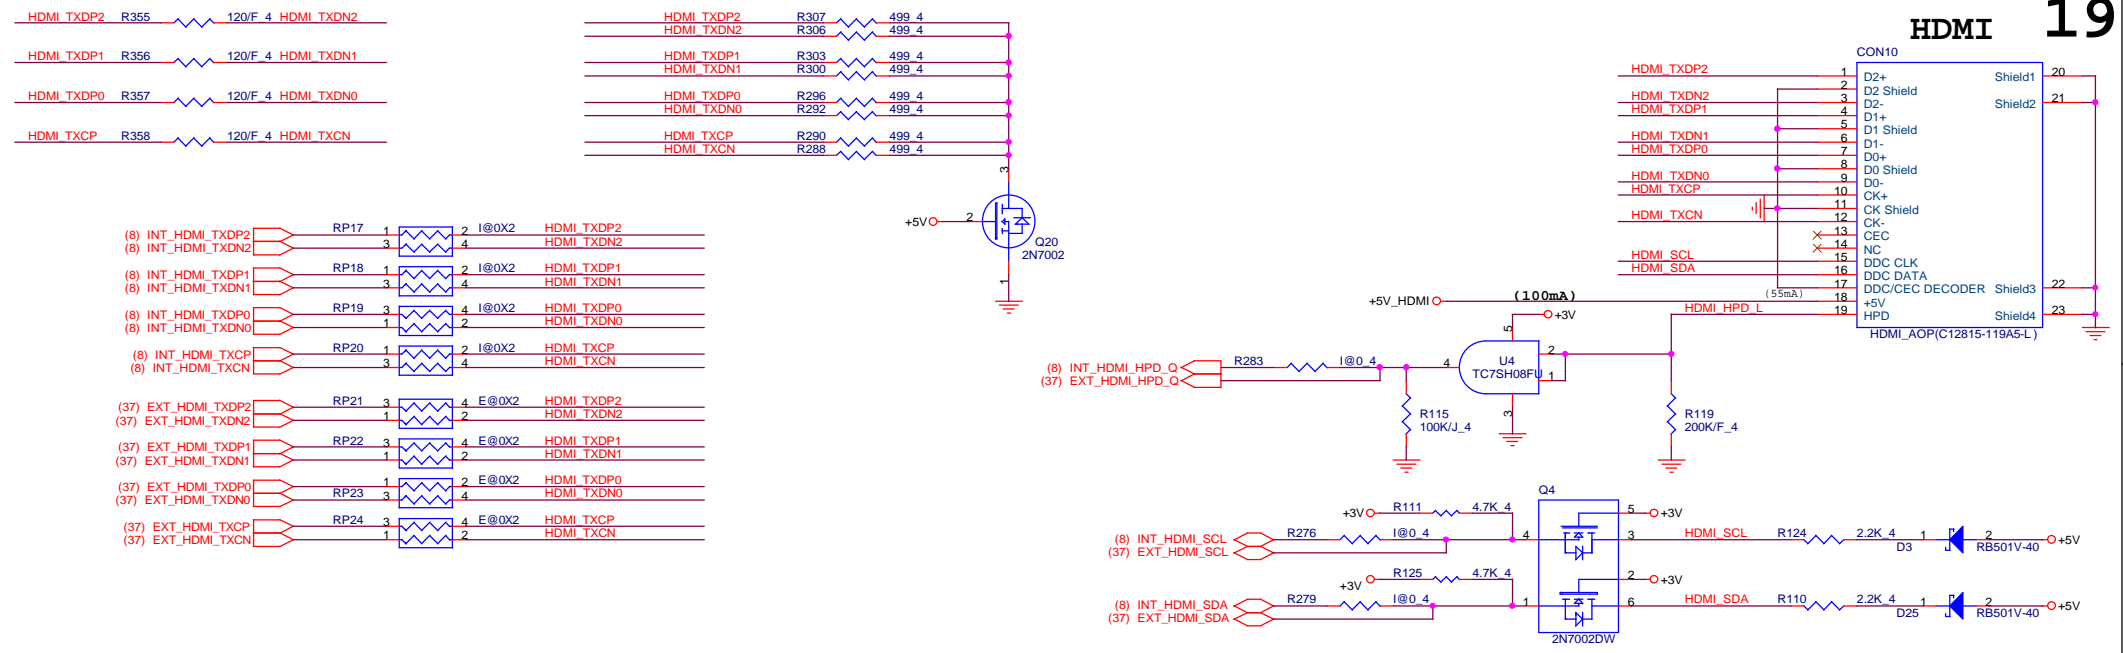 HDMI 19
HDMI_TXDP2 R355 120/F_4 HDMI_TXDN2
HDMI_TXDP1 R356 120/F_4 HDMI_TXDN1
HDMI_TXDP0 R357 120/F_4 HDMI_TXDN0
HDMI_TXCP R358 120/F_4 HDMI_TXCN
HDMI_TXDP2 R307 499_4
HDMI_TXDN2 R306 499_4
HDMI_TXDP1 R303 499_4
HDMI_TXDN1 R300 499_4
HDMI_TXDP0 R296 499_4
HDMI_TXDN0 R292 499_4
HDMI_TXCP R290 499_4
HDMI_TXCN R288 499_4
3
+5V 2
Q20
2N7002
1
(8) INT_HDMI_TXDP2 RP17 1 2 I@0X2 HDMI_TXDP2
(8) INT_HDMI_TXDN2 3 4 HDMI_TXDN2
(8) INT_HDMI_TXDP1 RP18 1 2 I@0X2 HDMI_TXDP1
(8) INT_HDMI_TXDN1 3 4 HDMI_TXDN1
(8) INT_HDMI_TXDP0 RP19 3 4 I@0X2 HDMI_TXDP0
(8) INT_HDMI_TXDN0 1 2 HDMI_TXDN0
(8) INT_HDMI_TXCP RP20 1 2 I@0X2 HDMI_TXCP
(8) INT_HDMI_TXCN 3 4 HDMI_TXCN
(37) EXT_HDMI_TXDP2 RP21 3 4 E@0X2 HDMI_TXDP2
(37) EXT_HDMI_TXDN2 1 2 HDMI_TXDN2
(37) EXT_HDMI_TXDP1 RP22 3 4 E@0X2 HDMI_TXDP1
(37) EXT_HDMI_TXDN1 1 2 HDMI_TXDN1
(37) EXT_HDMI_TXDP0 1 2 E@0X2 HDMI_TXDP0
(37) EXT_HDMI_TXDN0 RP23 3 4 HDMI_TXDN0
(37) EXT_HDMI_TXCP RP24 3 4 E@0X2 HDMI_TXCP
(37) EXT_HDMI_TXCN 1 2 HDMI_TXCN
CON10
HDMI_TXDP2 1 D2+ Shield1 20
2 D2 Shield
HDMI_TXDN2 3 D2- Shield2 21
HDMI_TXDP1 4 D1+
5 D1 Shield
HDMI_TXDN1 6 D1-
HDMI_TXDP0 7 D0+
8 D0 Shield
HDMI_TXDN0 9 D0-
HDMI_TXCP 10 CK+
11 CK Shield
HDMI_TXCN 12 CK-
13 CEC
14 NC
HDMI_SCL 15 DDC CLK
HDMI_SDA 16 DDC DATA
(55mA) 17 DDC/CEC DECODER Shield3 22
+5V_HDMI (100mA) 18 +5V
HDMI_HPD_L 19 HPD Shield4 23
HDMI_AOP(C12815-119A5-L)
+3V
5
(8) INT_HDMI_HPD_Q R283 I@0_4 4 U4 2
(37) EXT_HDMI_HPD_Q TC7SH08FU 1
3
R115
100K/J_4
R119
200K/F_4
Q4
+3V R111 4.7K_4 5 +3V
(8) INT_HDMI_SCL R276 I@0_4 4 3 HDMI_SCL R124 2.2K_4 1 2 +5V
(37) EXT_HDMI_SCL D3 RB501V-40
+3V R125 4.7K_4 2 +3V
(8) INT_HDMI_SDA R279 I@0_4 1 6 HDMI_SDA R110 2.2K_4 1 2 +5V
(37) EXT_HDMI_SDA D25 RB501V-40
2N7002DW